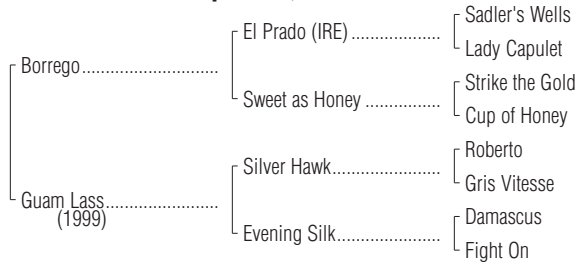 Sadler's Wells
El Prado (IRE) ....................
Lady Capulet
Borrego...............................
Strike the Gold
Sweet as Honey .................
Cup of Honey
Roberto
Silver Hawk.........................
Gris Vitesse
Guam Lass.........................
(1999)
Damascus
Evening Silk.......................
Fight On